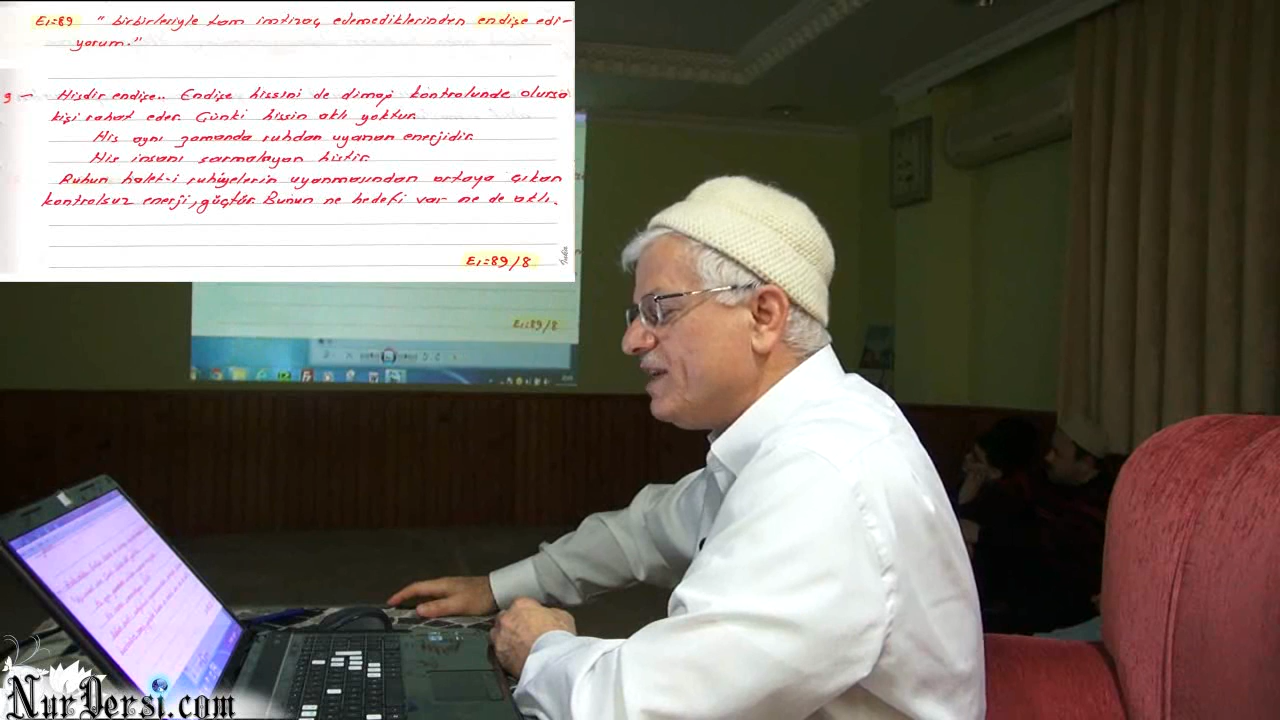 E1=89 " birbirleriyle tam imtizaç edemediklerinden endişe edi-
yorum."
9 - Hisdir endişe.. Endişe hissini de dimağ kontrolunde olursa
kişi rahat eder. Çünki hissin aklı yoktur.
His aynı zamanda ruhdan uyanan enerjidir.
His insanı sarmalayan histir.
Ruhun halet-i ruhiyelerin uyanmasından ortaya çıkan
kontrolsuz enerji, güçtür. Bunun ne hedefi var ne de aklı.
E1=89/8
E1=89/8
NurDersi.com